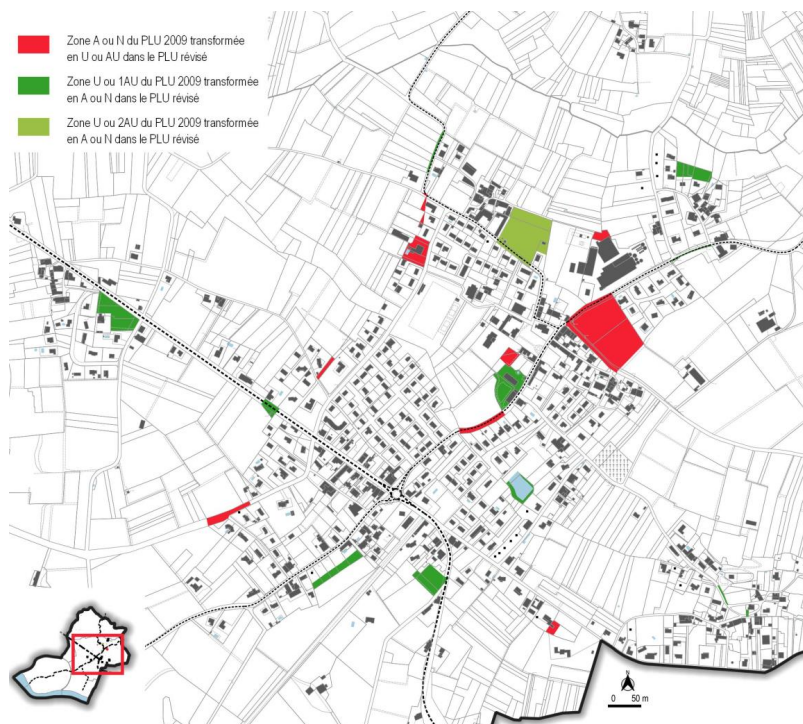 Zone A ou N du PLU 2009 transformée
en U ou AU dans le PLU révisé
Zone U ou 1AU du PLU 2009 transformée
en A ou N dans le PLU révisé
Zone U ou 2AU du PLU 2009 transformée
en A ou N dans le PLU révisé
N
0 50 m